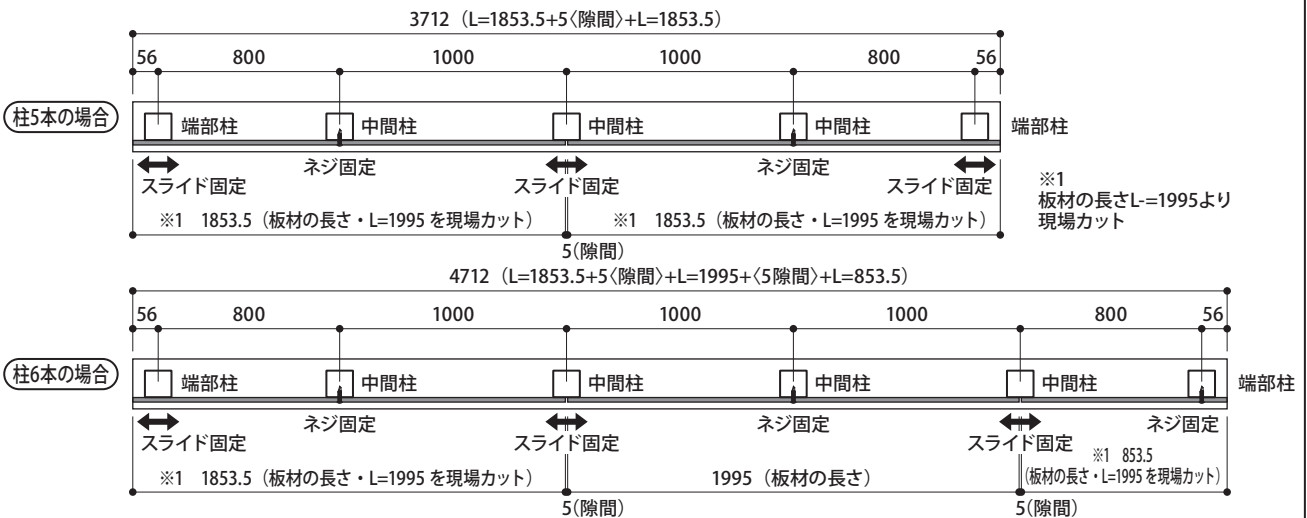 3712（L=1853.5+5〈隙間〉+L=1853.5）
56 800 1000 1000 800 56
柱5本の場合
端部柱 中間柱 中間柱 中間柱 端部柱
ネジ固定 ネジ固定
スライド固定 スライド固定 スライド固定
※1
板材の長さL-=1995より
現場カット
※1 1853.5（板材の長さ・L=1995 を現場カット） ※1 1853.5（板材の長さ・L=1995 を現場カット）
5(隙間)
4712（L=1853.5+5〈隙間〉+L=1995+〈5隙間〉+L=853.5）
56 800 1000 1000 1000 800 56
柱6本の場合
端部柱 中間柱 中間柱 中間柱 中間柱 端部柱
ネジ固定 ネジ固定 ネジ固定
スライド固定 スライド固定 スライド固定
※1 853.5
(板材の長さ・L=1995 を現場カット)
※1 1853.5（板材の長さ・L=1995 を現場カット） 1995（板材の長さ）
5(隙間) 5(隙間)